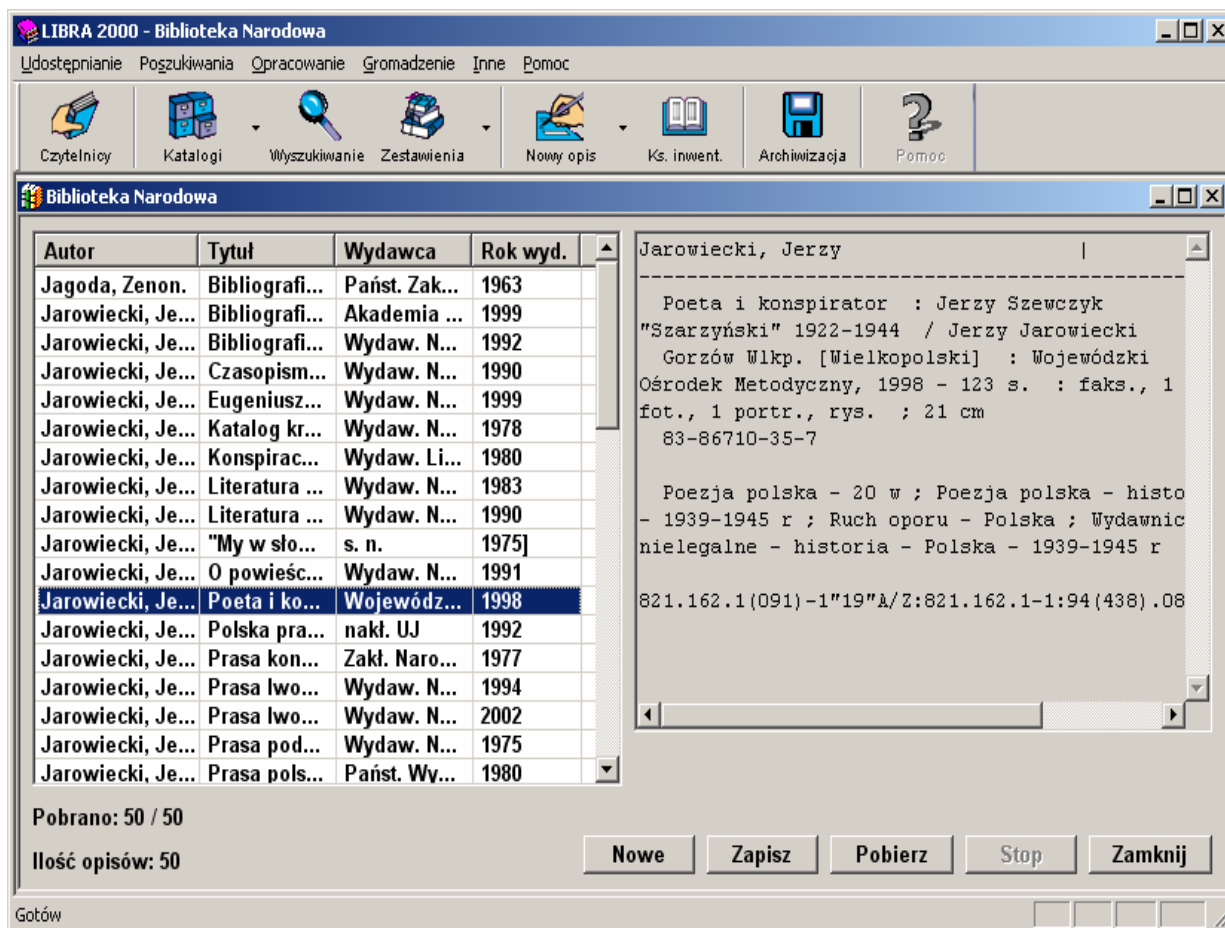 LIBRA 2000 - Biblioteka Narodowa
Udostępnianie Poszukiwania Opracowanie Gromadzenie Inne Pomoc
Czytelnicy Katalogi Wyszukiwanie Zestawienia Nowy opis Ks. inwent. Archiwizacja Pomoc
Biblioteka Narodowa
Autor Tytuł Wydawca Rok wyd.
Jagoda, Zenon. Bibliografi... Państ. Zak... 1963
Jarowiecki, Je... Bibliografi... Akademia ... 1999
Jarowiecki, Je... Bibliografi... Wydaw. N... 1992
Jarowiecki, Je... Czasopism... Wydaw. N... 1990
Jarowiecki, Je... Eugeniusz... Wydaw. N... 1999
Jarowiecki, Je... Katalog kr... Wydaw. N... 1978
Jarowiecki, Je... Konspirac... Wydaw. Li... 1980
Jarowiecki, Je... Literatura ... Wydaw. N... 1983
Jarowiecki, Je... Literatura ... Wydaw. N... 1990
Jarowiecki, Je... "My w sło... s. n. 1975]
Jarowiecki, Je... O powieśc... Wydaw. N... 1991
Jarowiecki, Je... Poeta i ko... Wojewódz... 1998
Jarowiecki, Je... Polska pra... nakł. UJ 1992
Jarowiecki, Je... Prasa kon... Zakł. Naro... 1977
Jarowiecki, Je... Prasa lwo... Wydaw. N... 1994
Jarowiecki, Je... Prasa lwo... Wydaw. N... 2002
Jarowiecki, Je... Prasa pod... Wydaw. N... 1975
Jarowiecki, Je... Prasa pols... Państ. Wy... 1980
Jarowiecki, Jerzy |
----------------------------------------------
Poeta i konspirator : Jerzy Szewczyk
"Szarzyński" 1922-1944 / Jerzy Jarowiecki
Gorzów Wlkp. [Wielkopolski] : Wojewódzki
Ośrodek Metodyczny, 1998 - 123 s. : faks., 1
fot., 1 portr., rys. ; 21 cm
83-86710-35-7
Poezja polska - 20 w ; Poezja polska - histo
- 1939-1945 r ; Ruch oporu - Polska ; Wydawnic
nielegalne - historia - Polska - 1939-1945 r
821.162.1(091)-1"19"A/Z:821.162.1-1:94(438).08
Pobrano: 50 / 50
Ilość opisów: 50
Nowe Zapisz Pobierz Stop Zamknij
Gotów